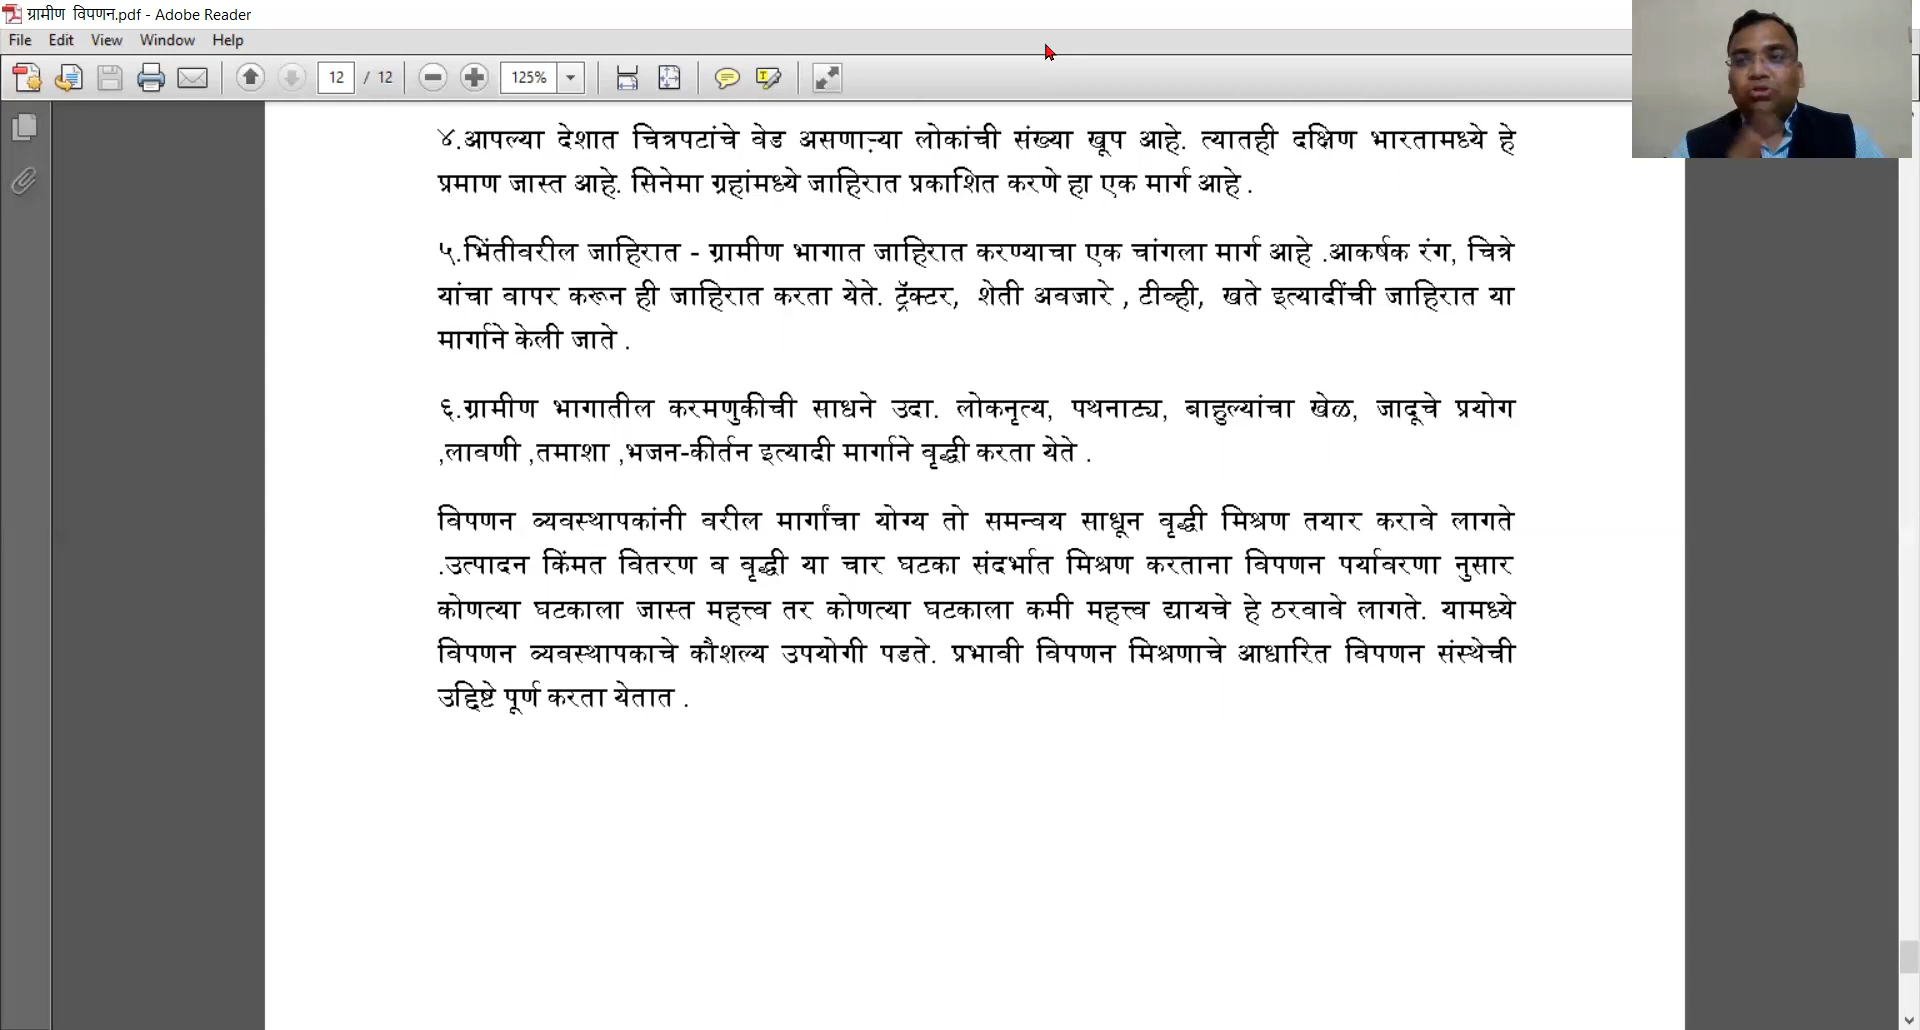 ग्रामीण विपणन.pdf - Adobe Reader
File Edit View Window Help
12 / 12 125%
४.आपल्या देशात चित्रपटांचे वेड असणाऱ्या लोकांची संख्या खूप आहे. त्यातही दक्षिण भारतामध्ये हे
प्रमाण जास्त आहे. सिनेमा ग्रहांमध्ये जाहिरात प्रकाशित करणे हा एक मार्ग आहे .
५.भिंतीवरील जाहिरात - ग्रामीण भागात जाहिरात करण्याचा एक चांगला मार्ग आहे .आकर्षक रंग, चित्रे
यांचा वापर करून ही जाहिरात करता येते. ट्रॅक्टर, शेती अवजारे , टीव्ही, खते इत्यादींची जाहिरात या
मार्गाने केली जाते .
६.ग्रामीण भागातील करमणुकीची साधने उदा. लोकनृत्य, पथनाट्य, बाहुल्यांचा खेळ, जादूचे प्रयोग
,लावणी ,तमाशा ,भजन-कीर्तन इत्यादी मार्गाने वृद्धी करता येते .
विपणन व्यवस्थापकांनी वरील मार्गांचा योग्य तो समन्वय साधून वृद्धी मिश्रण तयार करावे लागते
.उत्पादन किंमत वितरण व वृद्धी या चार घटका संदर्भात मिश्रण करताना विपणन पर्यावरणा नुसार
कोणत्या घटकाला जास्त महत्त्व तर कोणत्या घटकाला कमी महत्त्व द्यायचे हे ठरवावे लागते. यामध्ये
विपणन व्यवस्थापकाचे कौशल्य उपयोगी पडते. प्रभावी विपणन मिश्रणाचे आधारित विपणन संस्थेची
उद्दिष्टे पूर्ण करता येतात .